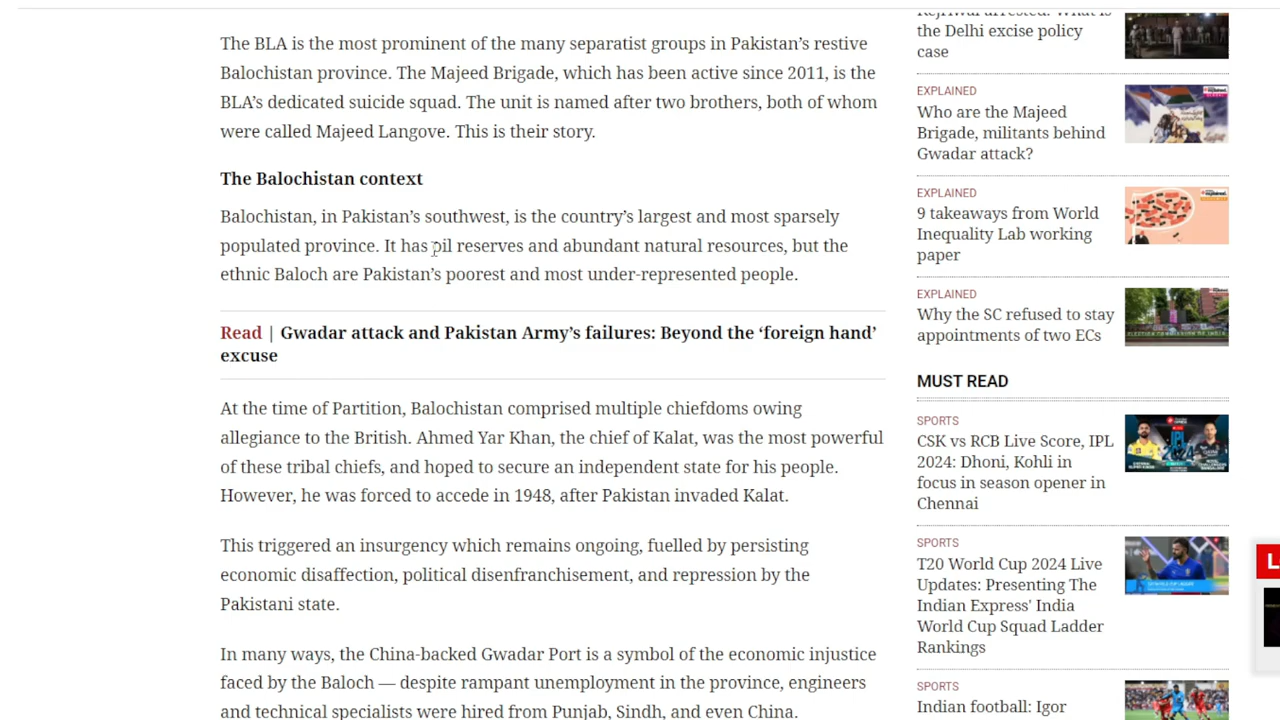 The BLA is the most prominent of the many separatist groups in Pakistan’s restive
Balochistan province. The Majeed Brigade, which has been active since 2011, is the
BLA’s dedicated suicide squad. The unit is named after two brothers, both of whom
were called Majeed Langove. This is their story.
The Balochistan context
Balochistan, in Pakistan’s southwest, is the country’s largest and most sparsely
populated province. It has oil reserves and abundant natural resources, but the
ethnic Baloch are Pakistan’s poorest and most under-represented people.
Read | Gwadar attack and Pakistan Army’s failures: Beyond the ‘foreign hand’
excuse
At the time of Partition, Balochistan comprised multiple chiefdoms owing
allegiance to the British. Ahmed Yar Khan, the chief of Kalat, was the most powerful
of these tribal chiefs, and hoped to secure an independent state for his people.
However, he was forced to accede in 1948, after Pakistan invaded Kalat.
This triggered an insurgency which remains ongoing, fuelled by persisting
economic disaffection, political disenfranchisement, and repression by the
Pakistani state.
In many ways, the China-backed Gwadar Port is a symbol of the economic injustice
faced by the Baloch — despite rampant unemployment in the province, engineers
and technical specialists were hired from Punjab, Sindh, and even China.
Kejriwal arrested: What is
the Delhi excise policy
case
EXPLAINED
Who are the Majeed
Brigade, militants behind
Gwadar attack?
EXPLAINED
9 takeaways from World
Inequality Lab working
paper
EXPLAINED
Why the SC refused to stay
appointments of two ECs
MUST READ
SPORTS
CSK vs RCB Live Score, IPL
2024: Dhoni, Kohli in
focus in season opener in
Chennai
SPORTS
T20 World Cup 2024 Live
Updates: Presenting The
Indian Express' India
World Cup Squad Ladder
Rankings
SPORTS
Indian football: Igor
L